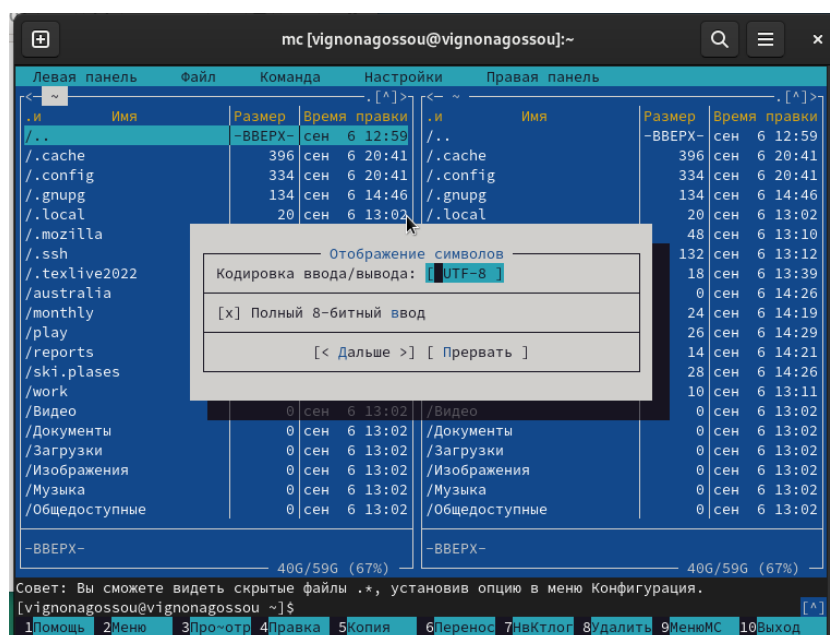 mc [vignonagossou@vignonagossou]:~
Левая панель Файл Команда Настройки Правая панель
<— ~ .[^]> <— ~ .[^]>
.и Имя Размер Время правки .и Имя Размер Время правки
/.. -ВВЕРХ- сен 6 12:59 /.. -ВВЕРХ- сен 6 12:59
/.cache 396 сен 6 20:41 /.cache 396 сен 6 20:41
/.config 334 сен 6 20:41 /.config 334 сен 6 20:41
/.gnupg 134 сен 6 14:46 /.gnupg 134 сен 6 14:46
/.local 20 сен 6 13:02 /.local 20 сен 6 13:02
/.mozilla 48 сен 6 13:10
/.ssh 132 сен 6 13:12
/.texlive2022 18 сен 6 13:39
/australia 0 сен 6 14:26
/monthly 24 сен 6 14:19
/play 26 сен 6 14:29
/reports 14 сен 6 14:21
/ski.plases 28 сен 6 14:26
/work 10 сен 6 13:11
Отображение символов
Кодировка ввода/вывода: [ UTF-8 ]
[x] Полный 8-битный ввод
[< Дальше >] [ Прервать ]
/Видео 0 сен 6 13:02 /Видео 0 сен 6 13:02
/Документы 0 сен 6 13:02 /Документы 0 сен 6 13:02
/Загрузки 0 сен 6 13:02 /Загрузки 0 сен 6 13:02
/Изображения 0 сен 6 13:02 /Изображения 0 сен 6 13:02
/Музыка 0 сен 6 13:02 /Музыка 0 сен 6 13:02
/Общедоступные 0 сен 6 13:02 /Общедоступные 0 сен 6 13:02
-ВВЕРХ- -ВВЕРХ-
40G/59G (67%) 40G/59G (67%)
Совет: Вы сможете видеть скрытые файлы .*, установив опцию в меню Конфигурация.
[vignonagossou@vignonagossou ~]$ [^]
1Помощь 2Меню 3Про~отр 4Правка 5Копия 6Перенос 7НвКтлог 8Удалить 9МенюMC 10Выход